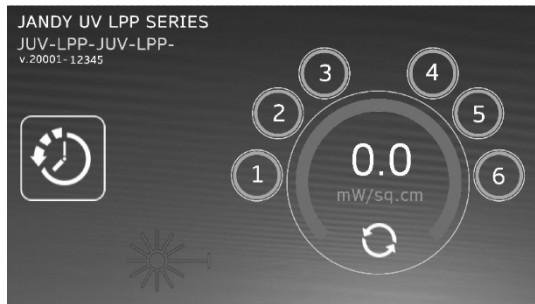 JANDY UV LPP SERIES
JUV-LPP-JUV-LPP-
v.20001-12345
3
4
2
5
1
0.0
6
mW/sq.cm